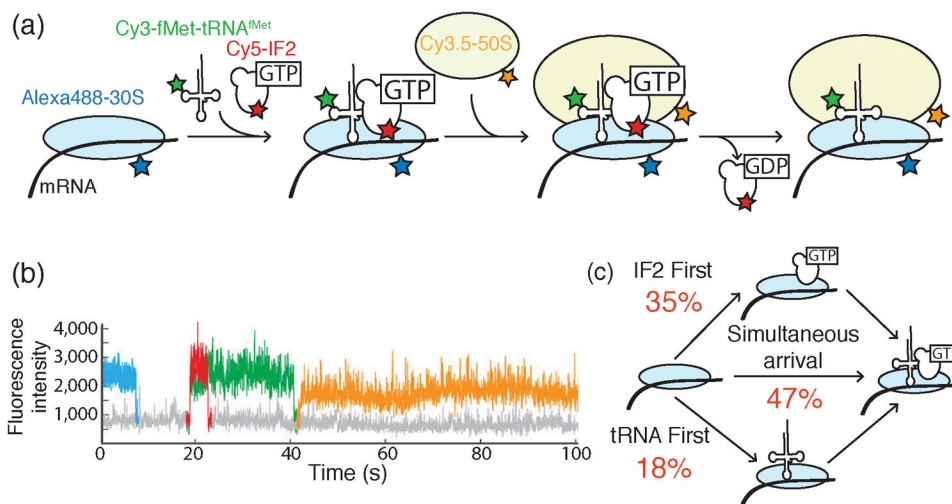 (a)
Cy3-fMet-tRNAfMet
Cy5-IF2
GTP
Cy3.5-50S
Alexa488-30S
mRNA
GTP
GTP
GDP
(b)
Fluorescence
intensity
4,000
3,000
2,000
1,000
0
20
40
60
80
100
Time (s)
(c)
IF2 First
35%
GTP
Simultaneous
arrival
47%
GT
tRNA First
18%